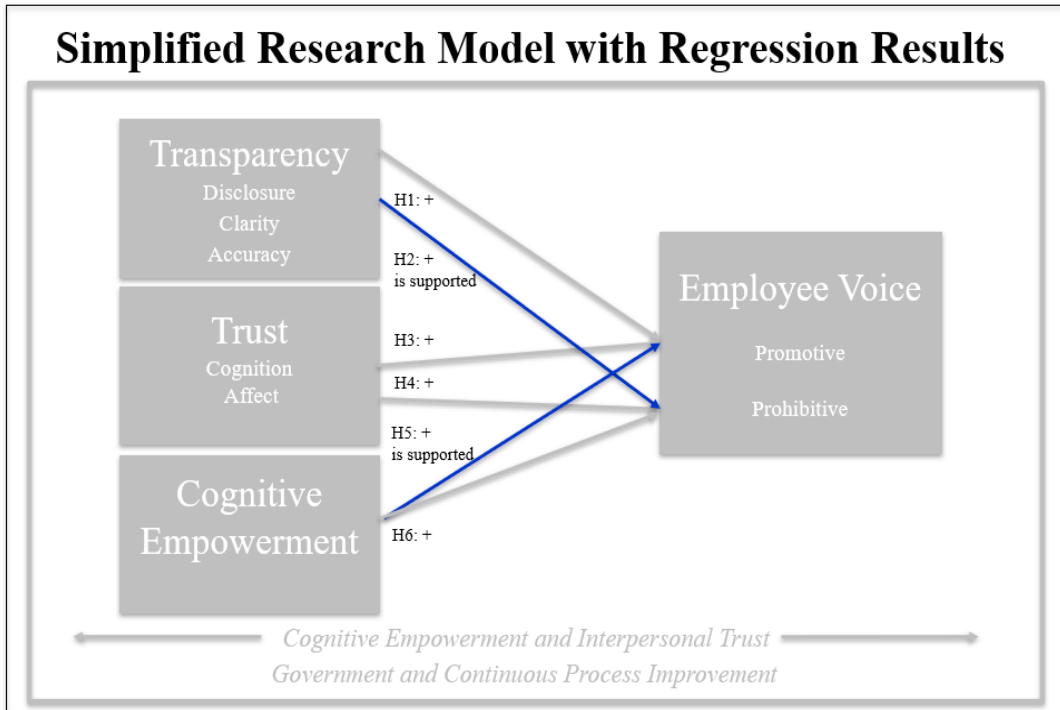 Simplified Research Model with Regression Results
Transparency
Disclosure
Clarity
Accuracy
Trust
Cognition
Affect
Cognitive
Empowerment
H1: +
H2: +
is supported
H3: +
H4: +
H5: +
is supported
H6: +
Employee Voice
Promotive
Prohibitive
Cognitive Empowerment and Interpersonal Trust
Government and Continuous Process Improvement